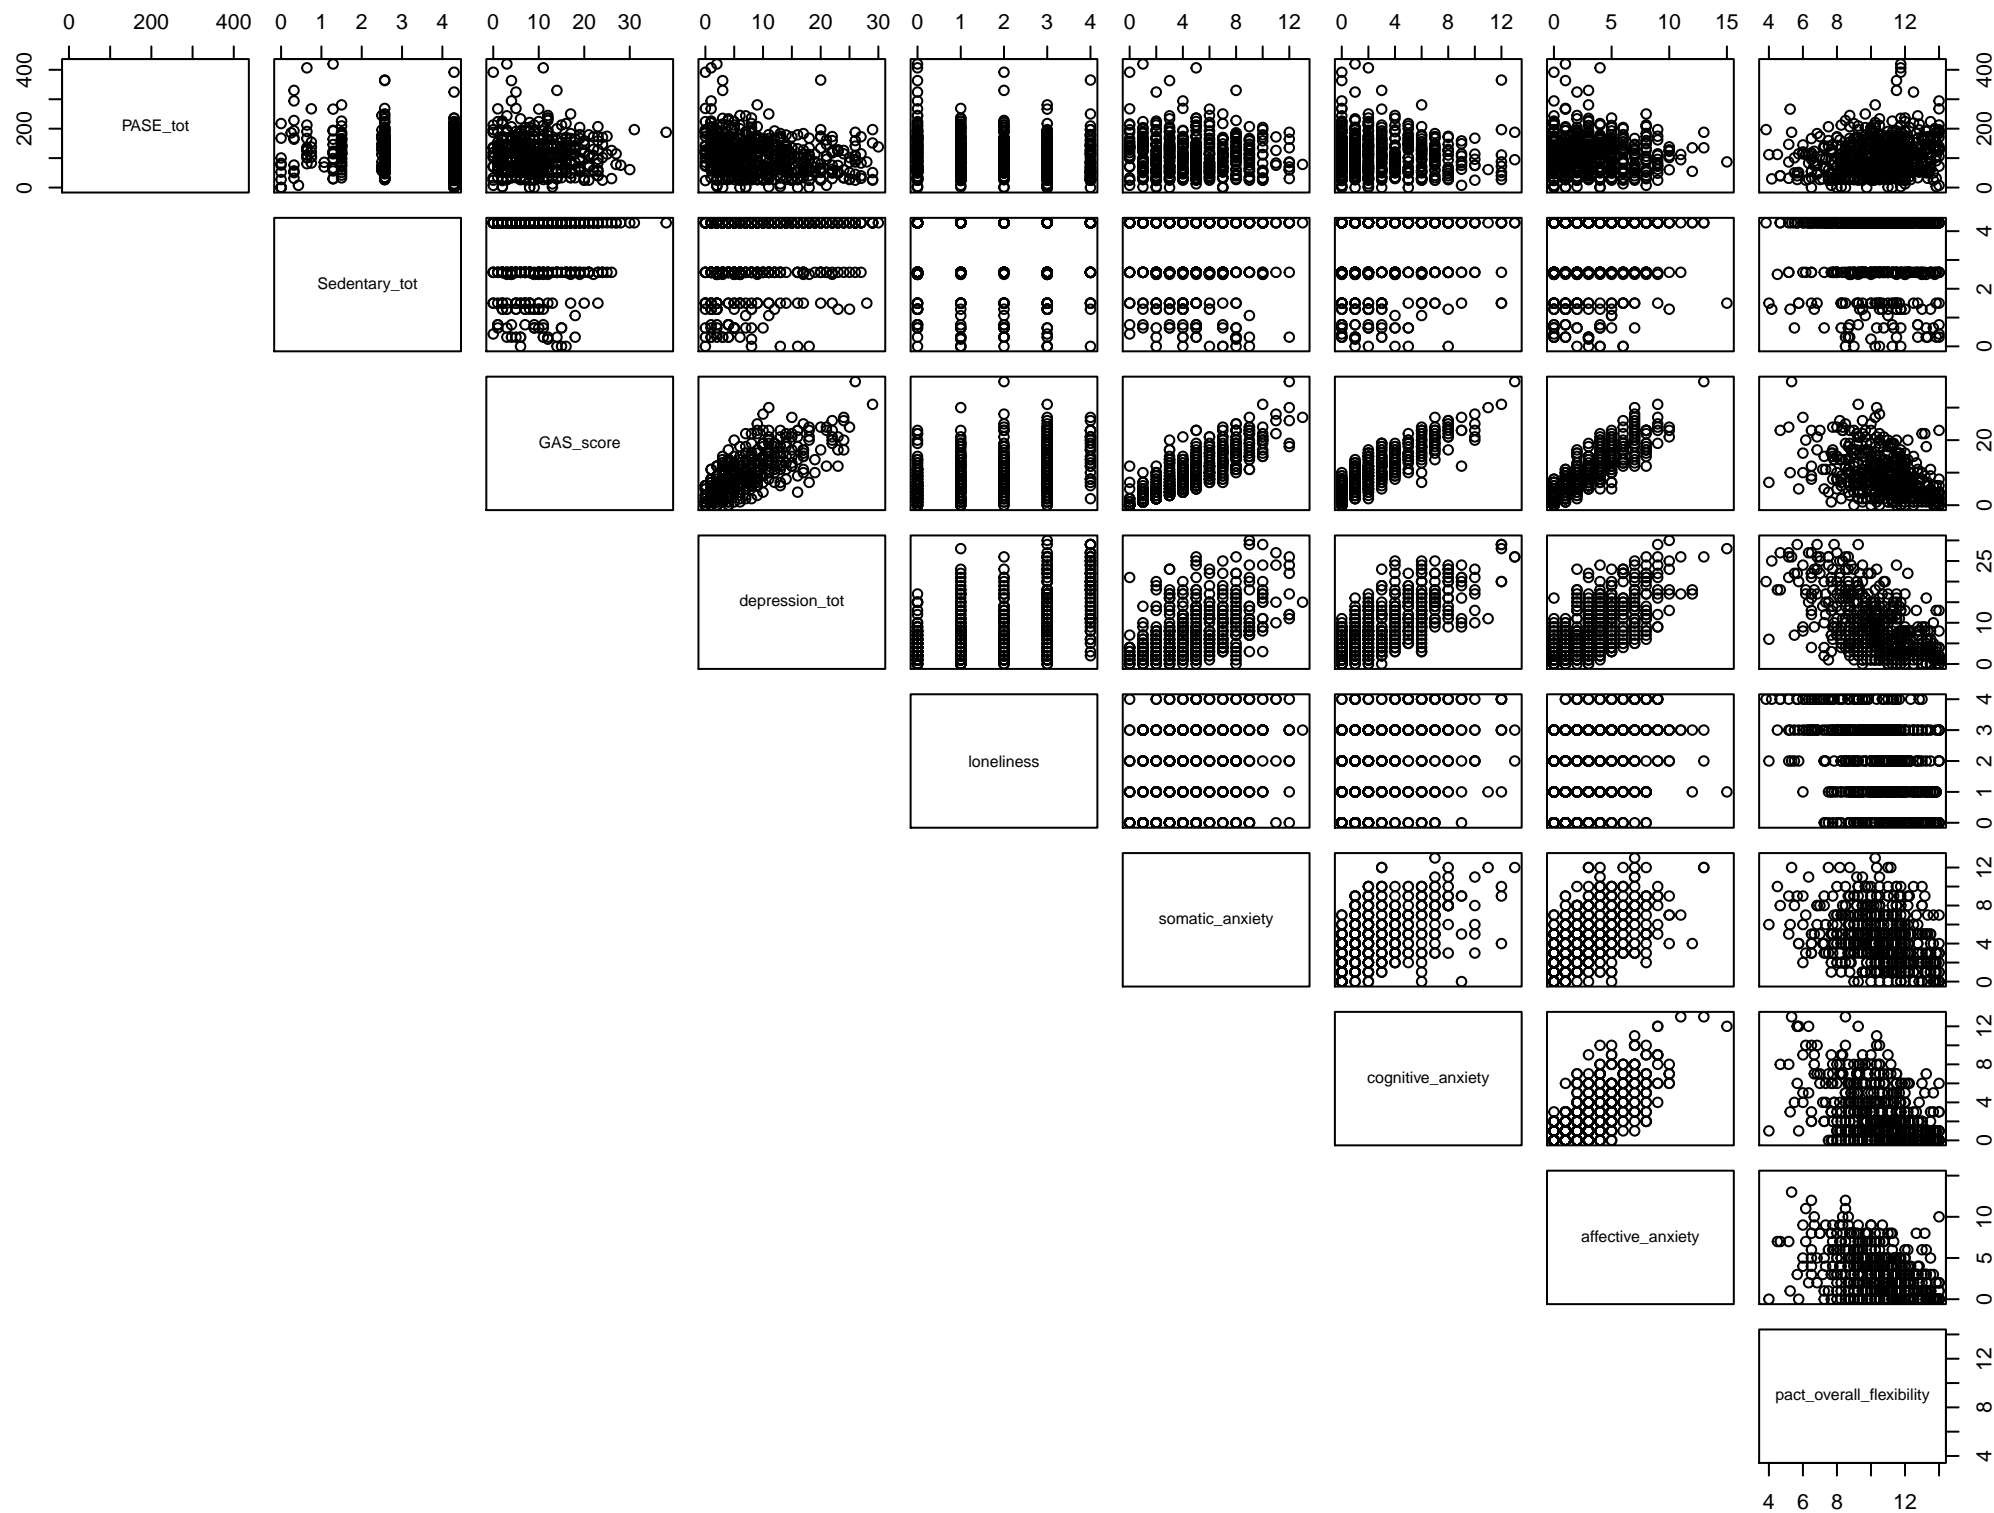 0 200 400 0 1 2 3 4 0 10 20 30 0 10 20 30 0 1 2 3 4 0 4 8 12 0 4 8 12 0 5 10 15 4 6 8 12
0 200 400 PASE_tot 0 200 400
Sedentary_tot 0 2 4
GAS_score 0 20
depression_tot 0 10 25
loneliness 0 1 2 3 4
somatic_anxiety 0 4 8 12
cognitive_anxiety 0 4 8 12
affective_anxiety 0 5 10
pact_overall_flexibility 4 8 12
4 6 8 12